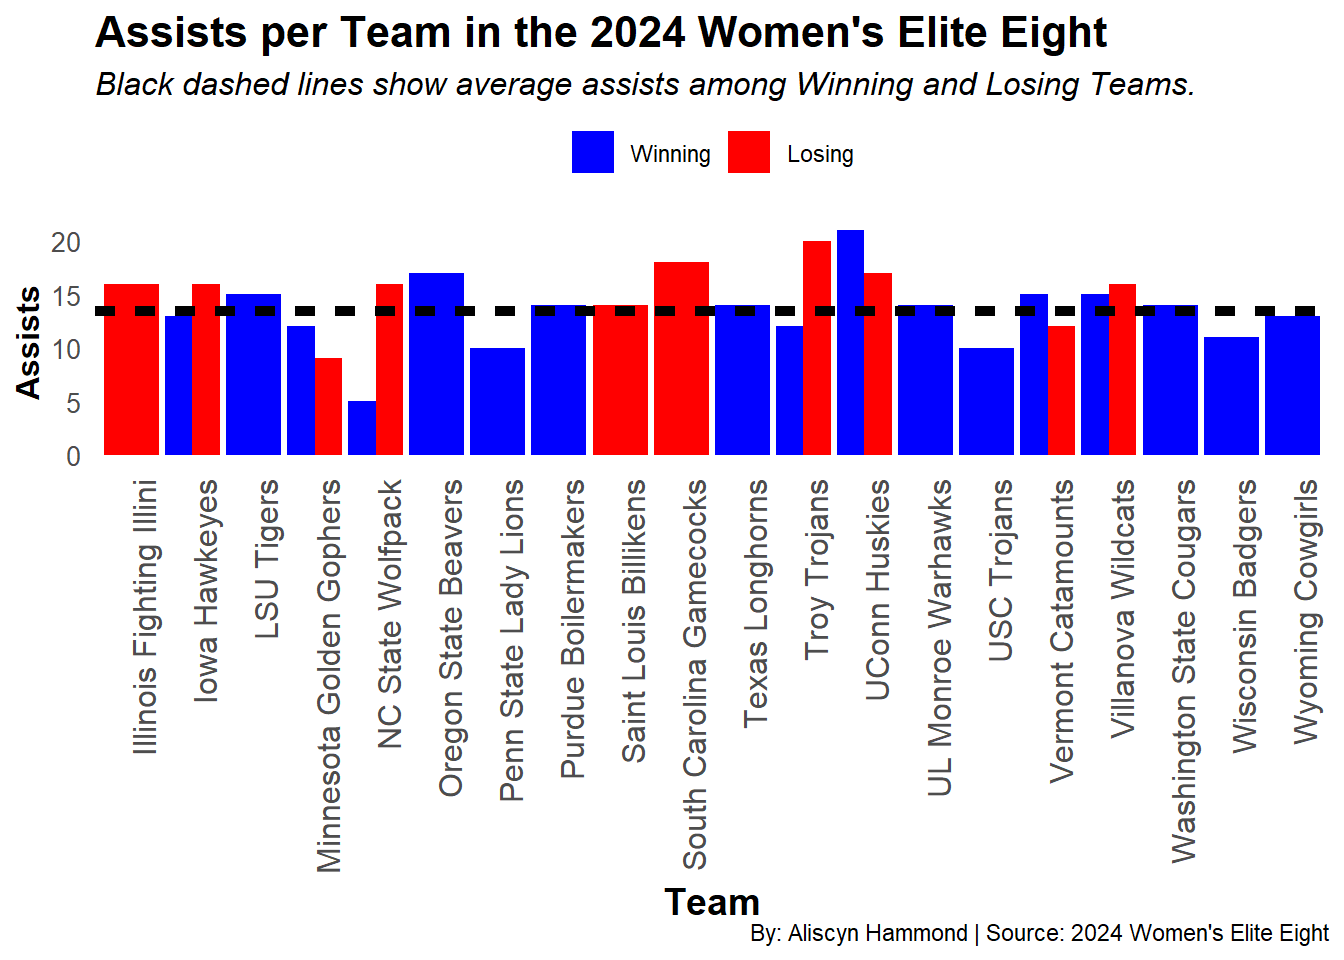 Assists per Team in the 2024 Women's Elite Eight
Black dashed lines show average assists among Winning and Losing Teams.
Winning
Losing
Assists
20
15
10
5
0
Illinois Fighting Illini
Iowa Hawkeyes
LSU Tigers
Minnesota Golden Gophers
NC State Wolfpack
Oregon State Beavers
Penn State Lady Lions
Purdue Boilermakers
Saint Louis Billikens
South Carolina Gamecocks
Texas Longhorns
Troy Trojans
UConn Huskies
UL Monroe Warhawks
USC Trojans
Vermont Catamounts
Villanova Wildcats
Washington State Cougars
Wisconsin Badgers
Wyoming Cowgirls
Team
By: Aliscyn Hammond | Source: 2024 Women's Elite Eight